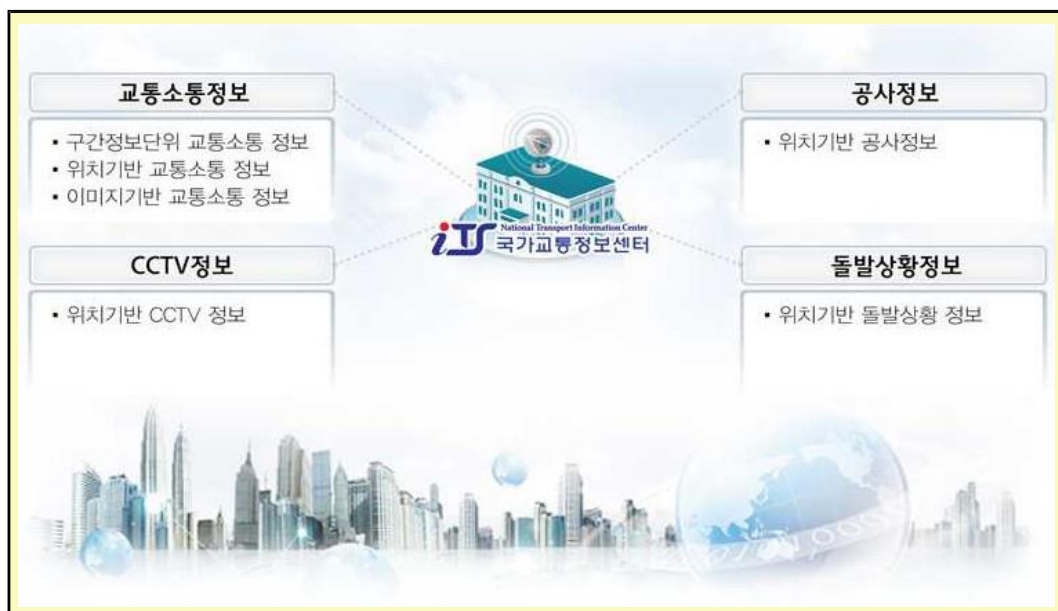 교통소통정보
▪ 구간정보단위 교통소통 정보
▪ 위치기반 교통소통 정보
▪ 이미지기반 교통소통 정보
CCTV정보
▪ 위치기반 CCTV 정보
iTS
National Transport Information Center
국가교통정보센터
공사정보
▪ 위치기반 공사정보
돌발상황정보
▪ 위치기반 돌발상황 정보